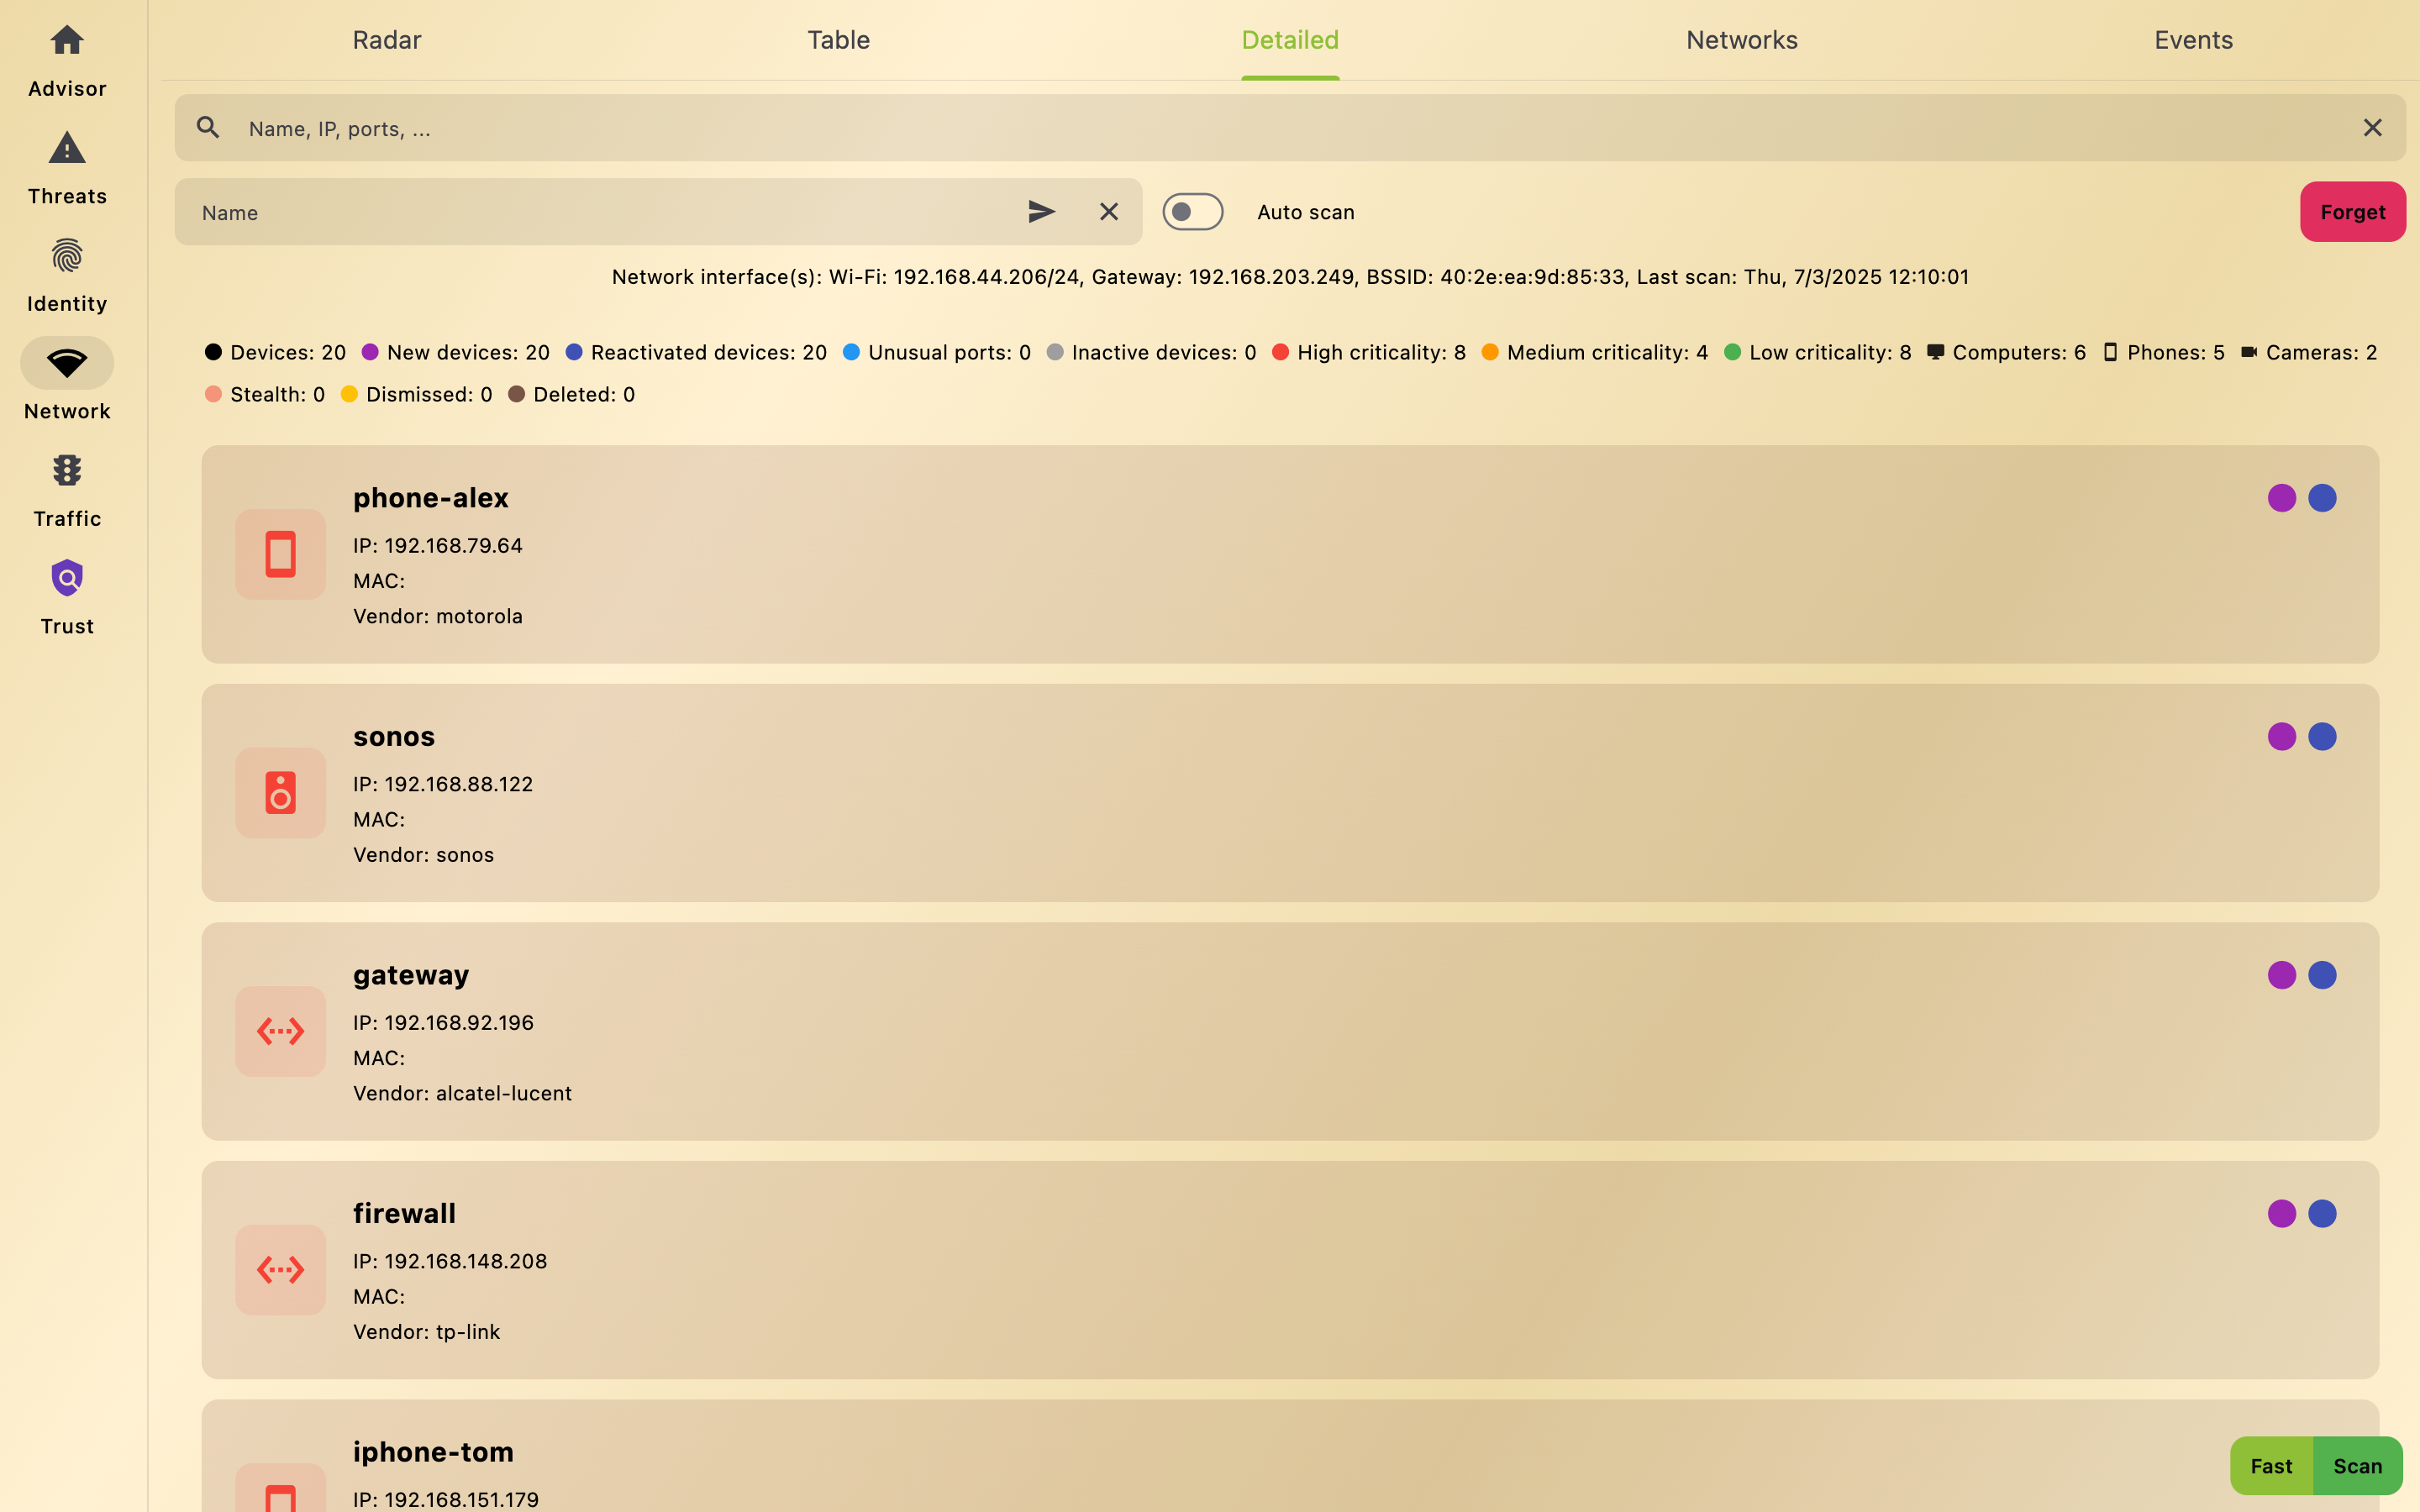 Radar
Table
Detailed
Networks
Events
Advisor
Threats
Identity
Network
Traffic
Trust
Name, IP, ports, ...
Name
Auto scan
Forget
Network interface(s): Wi-Fi: 192.168.44.206/24, Gateway: 192.168.203.249, BSSID: 40:2e:ea:9d:85:33, Last scan: Thu, 7/3/2025 12:10:01
Devices: 20 New devices: 20 Reactivated devices: 20 Unusual ports: 0 Inactive devices: 0 High criticality: 8 Medium criticality: 4 Low criticality: 8 Computers: 6 Phones: 5 Cameras: 2
Stealth: 0 Dismissed: 0 Deleted: 0
phone-alex
IP: 192.168.79.64
MAC:
Vendor: motorola
sonos
IP: 192.168.88.122
MAC:
Vendor: sonos
gateway
IP: 192.168.92.196
MAC:
Vendor: alcatel-lucent
firewall
IP: 192.168.148.208
MAC:
Vendor: tp-link
iphone-tom
IP: 192.168.151.179
Fast
Scan